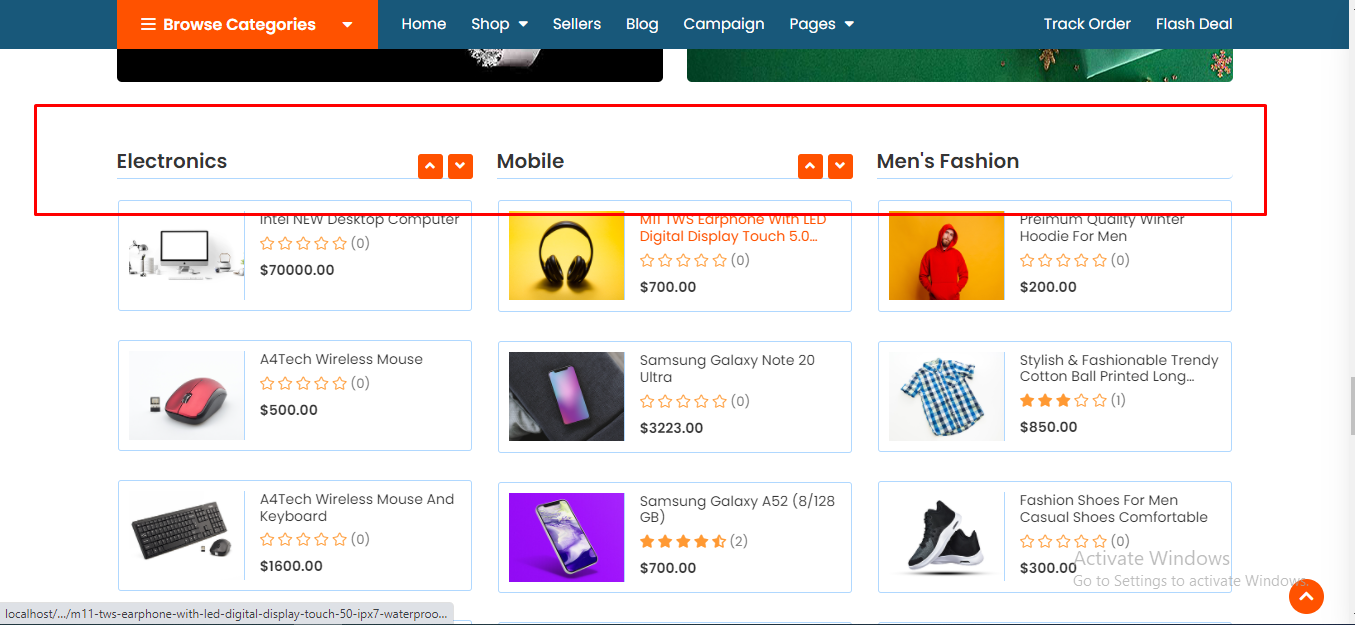 Browse Categories Home Shop Sellers Blog Campaign Pages Track Order Flash Deal
Electronics
Mobile
Men's Fashion
Intel NEW Desktop Computer
(0)
$70000.00
A4Tech Wireless Mouse
(0)
$500.00
A4Tech Wireless Mouse And
Keyboard
(0)
$1600.00
M11 TWS Earphone With LED
Digital Display Touch 5.0...
(0)
$700.00
Samsung Galaxy Note 20
Ultra
(0)
$3223.00
Samsung Galaxy A52 (8/128
GB)
(2)
$700.00
Preimum Quality Winter
Hoodie For Men
(0)
$200.00
Stylish & Fashionable Trendy
Cotton Ball Printed Long...
(1)
$850.00
Fashion Shoes For Men
Casual Shoes Comfortable
(0)
$300.00
Activate Windows
Go to Settings to activate Windows.
localhost/.../m11-tws-earphone-with-led-digital-display-touch-50-ipx7-waterproo...